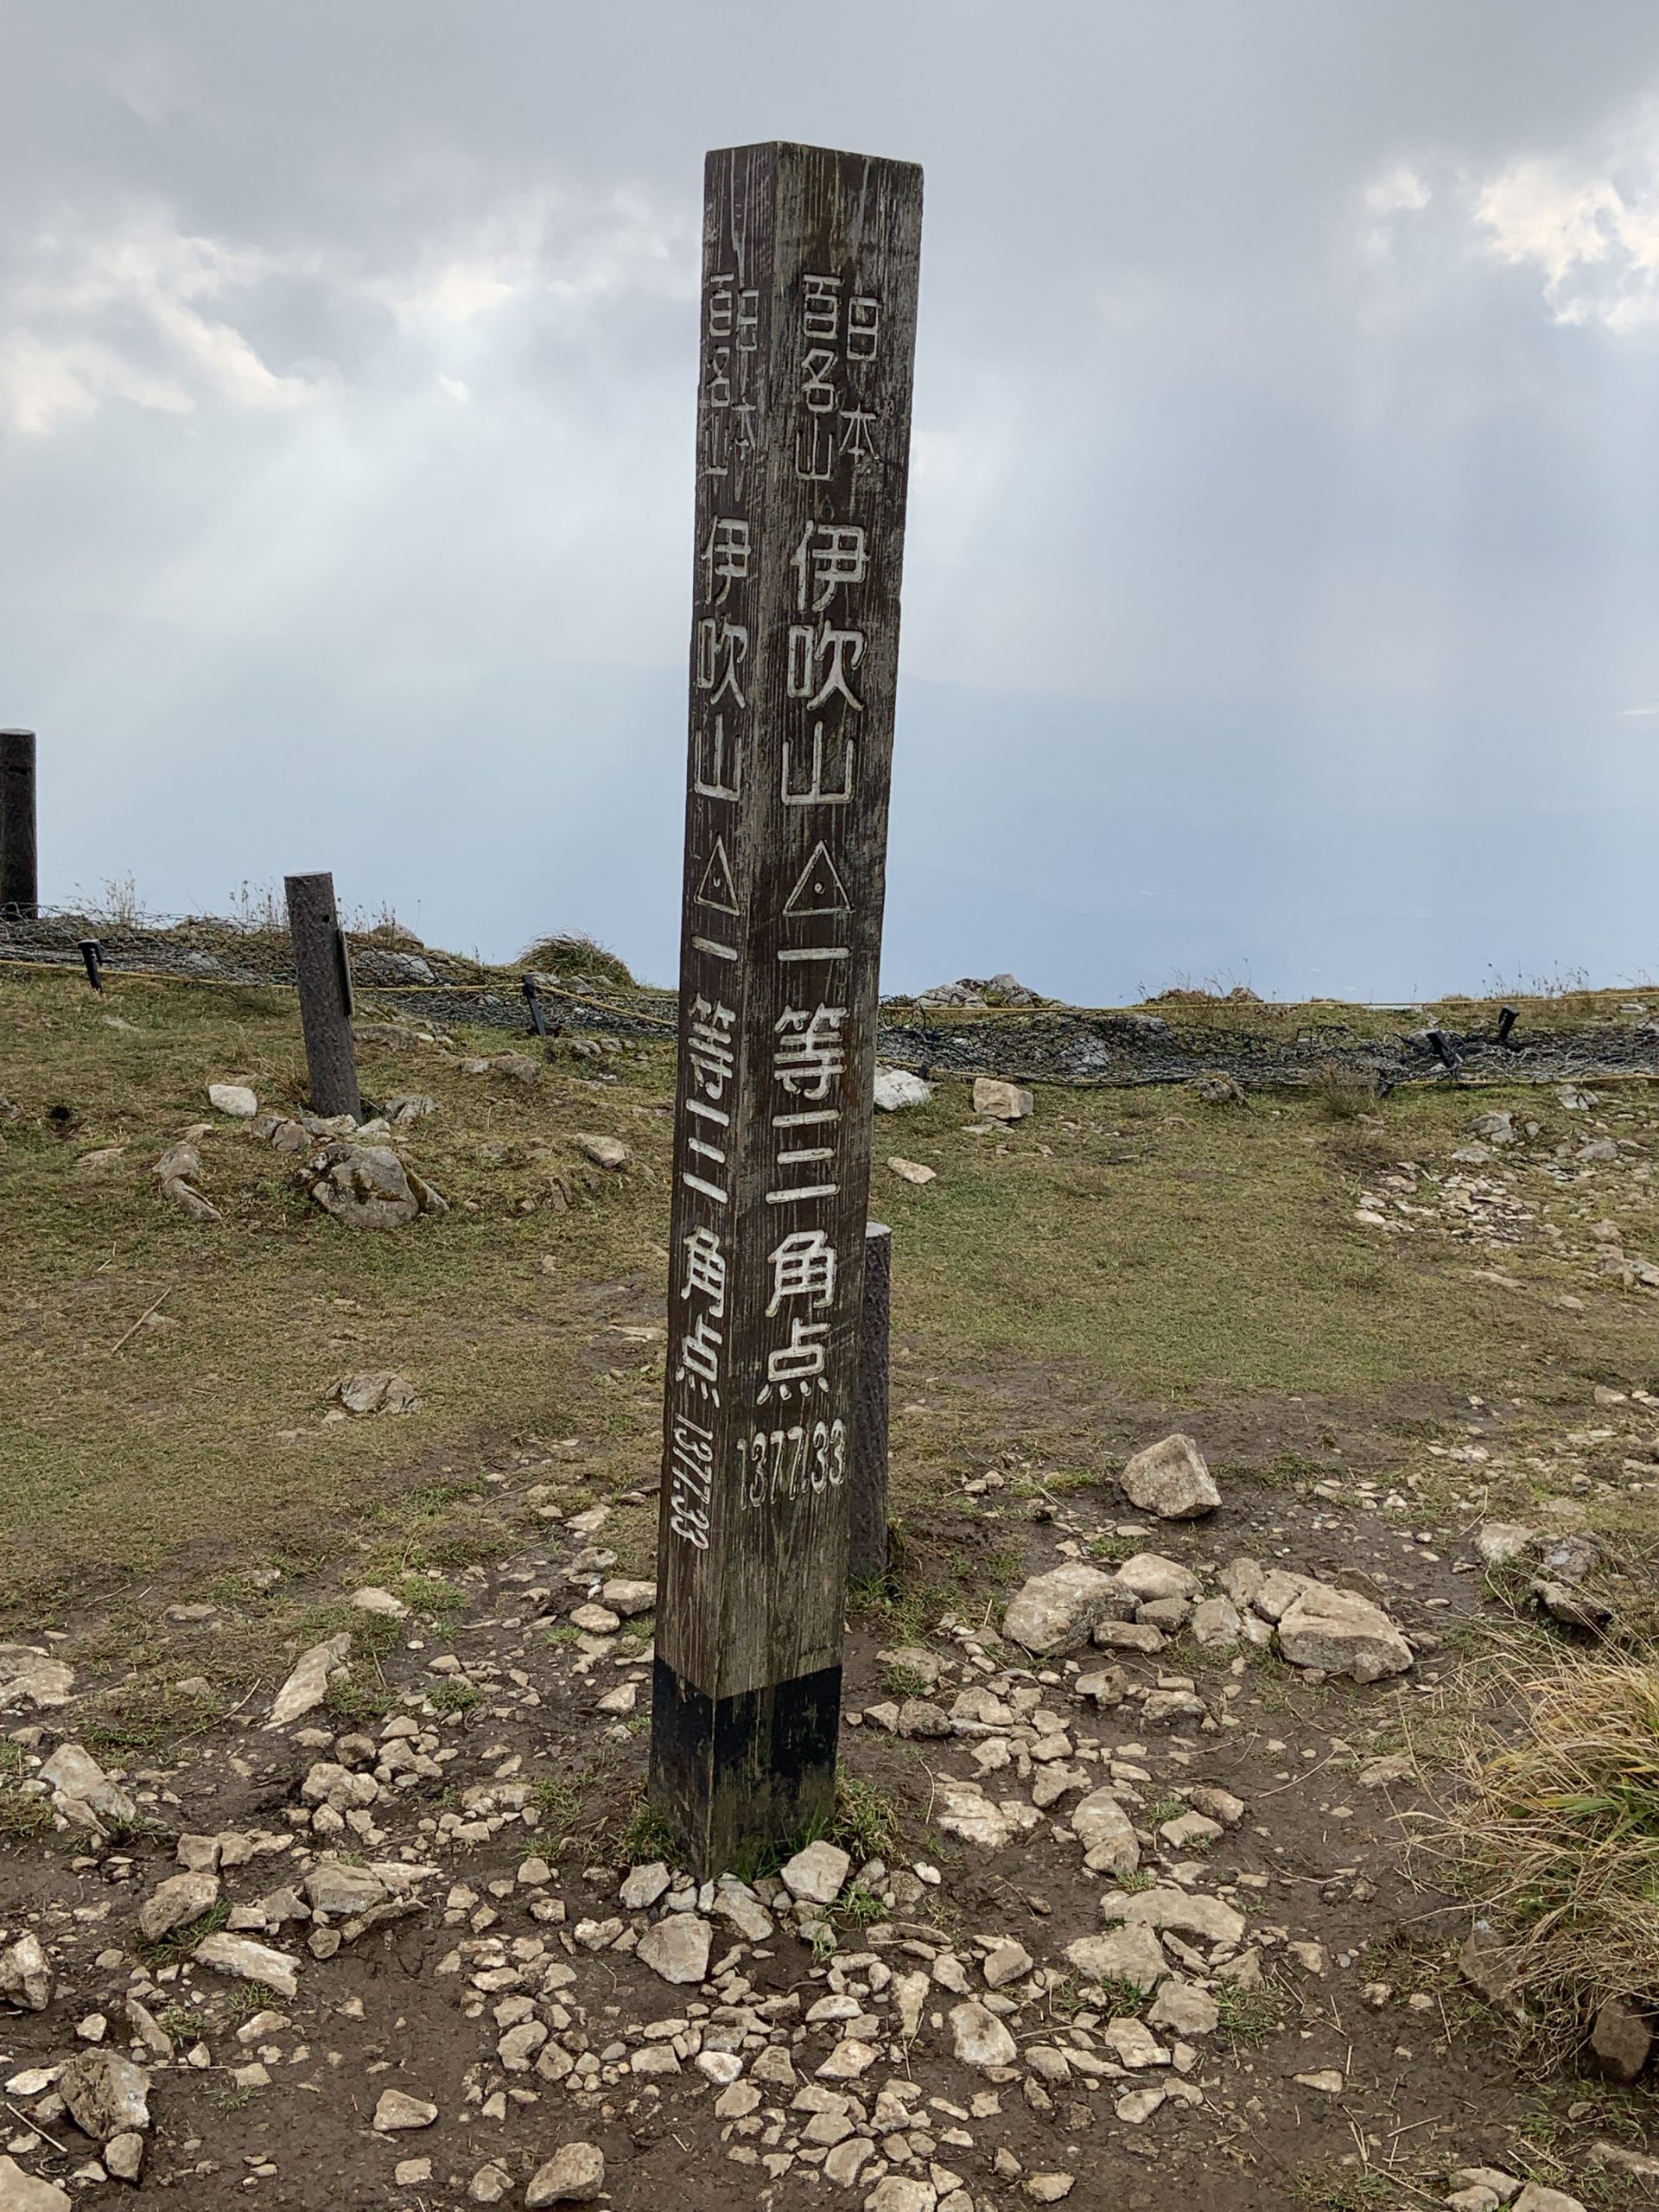 日本
百名山
伊吹山
一等三角点
1377.33
日本
百名山
伊吹山
一等三角点
1377.33